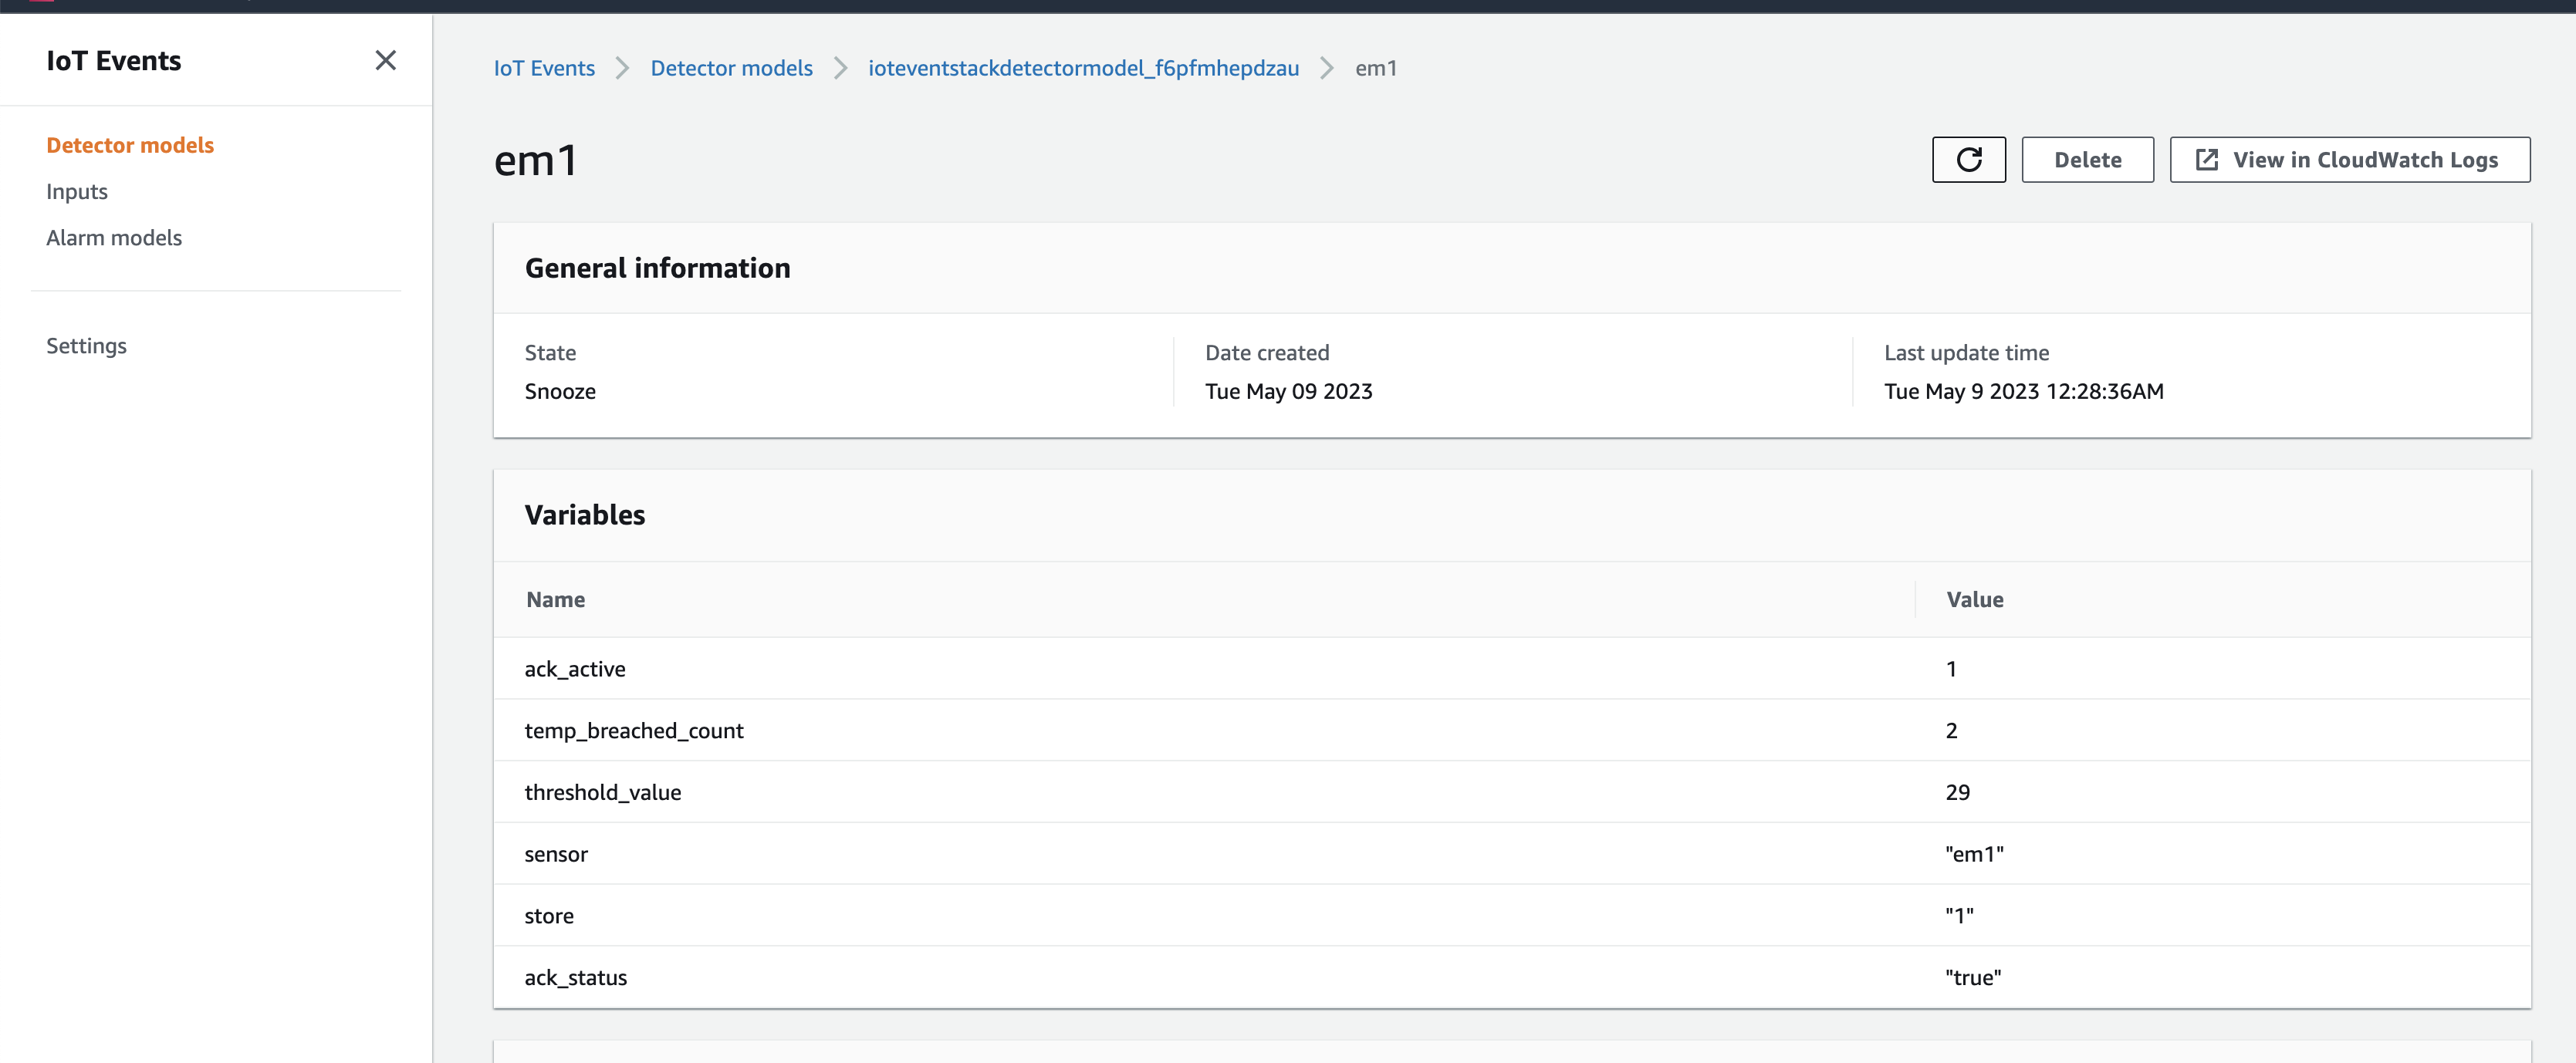 IoT Events
Detector models
Inputs
Alarm models
Settings
IoT Events Detector models ioteventstackdetectormodel_f6pfmhepdzau em1
em1
Delete View in CloudWatch Logs
General information
State Date created Last update time
Snooze Tue May 09 2023 Tue May 9 2023 12:28:36AM
Variables
Name Value
ack_active 1
temp_breached_count 2
threshold_value 29
sensor "em1"
store "1"
ack_status "true"